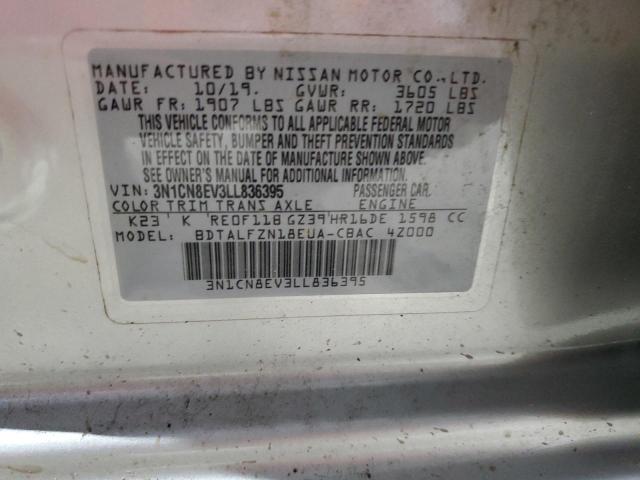 MANUFACTURED BY NISSAN MOTOR CO.,LTD.
DATE: 10/19. GVWR: 3605 LBS
GAWR FR: 1907 LBS GAWR RR: 1720 LBS
THIS VEHICLE CONFORMS TO ALL APPLICABLE FEDERAL MOTOR
VEHICLE SAFETY, BUMPER AND THEFT PREVENTION STANDARDS
IN EFFECT ON THE DATE OF MANUFACTURE SHOWN ABOVE.
SEE OWNER'S MANUAL FOR ADDITIONAL INFORMATION.
VIN: 3N1CN8EV3LL836395 PASSENGER CAR.
COLOR TRIM TRANS AXLE ENGINE
K23 K RE0F11B GZ39 HR16DE 1598 CC
MODEL: BDTALFZN18EUA-CBAC 4Z000
3N1CN8EV3LL836395